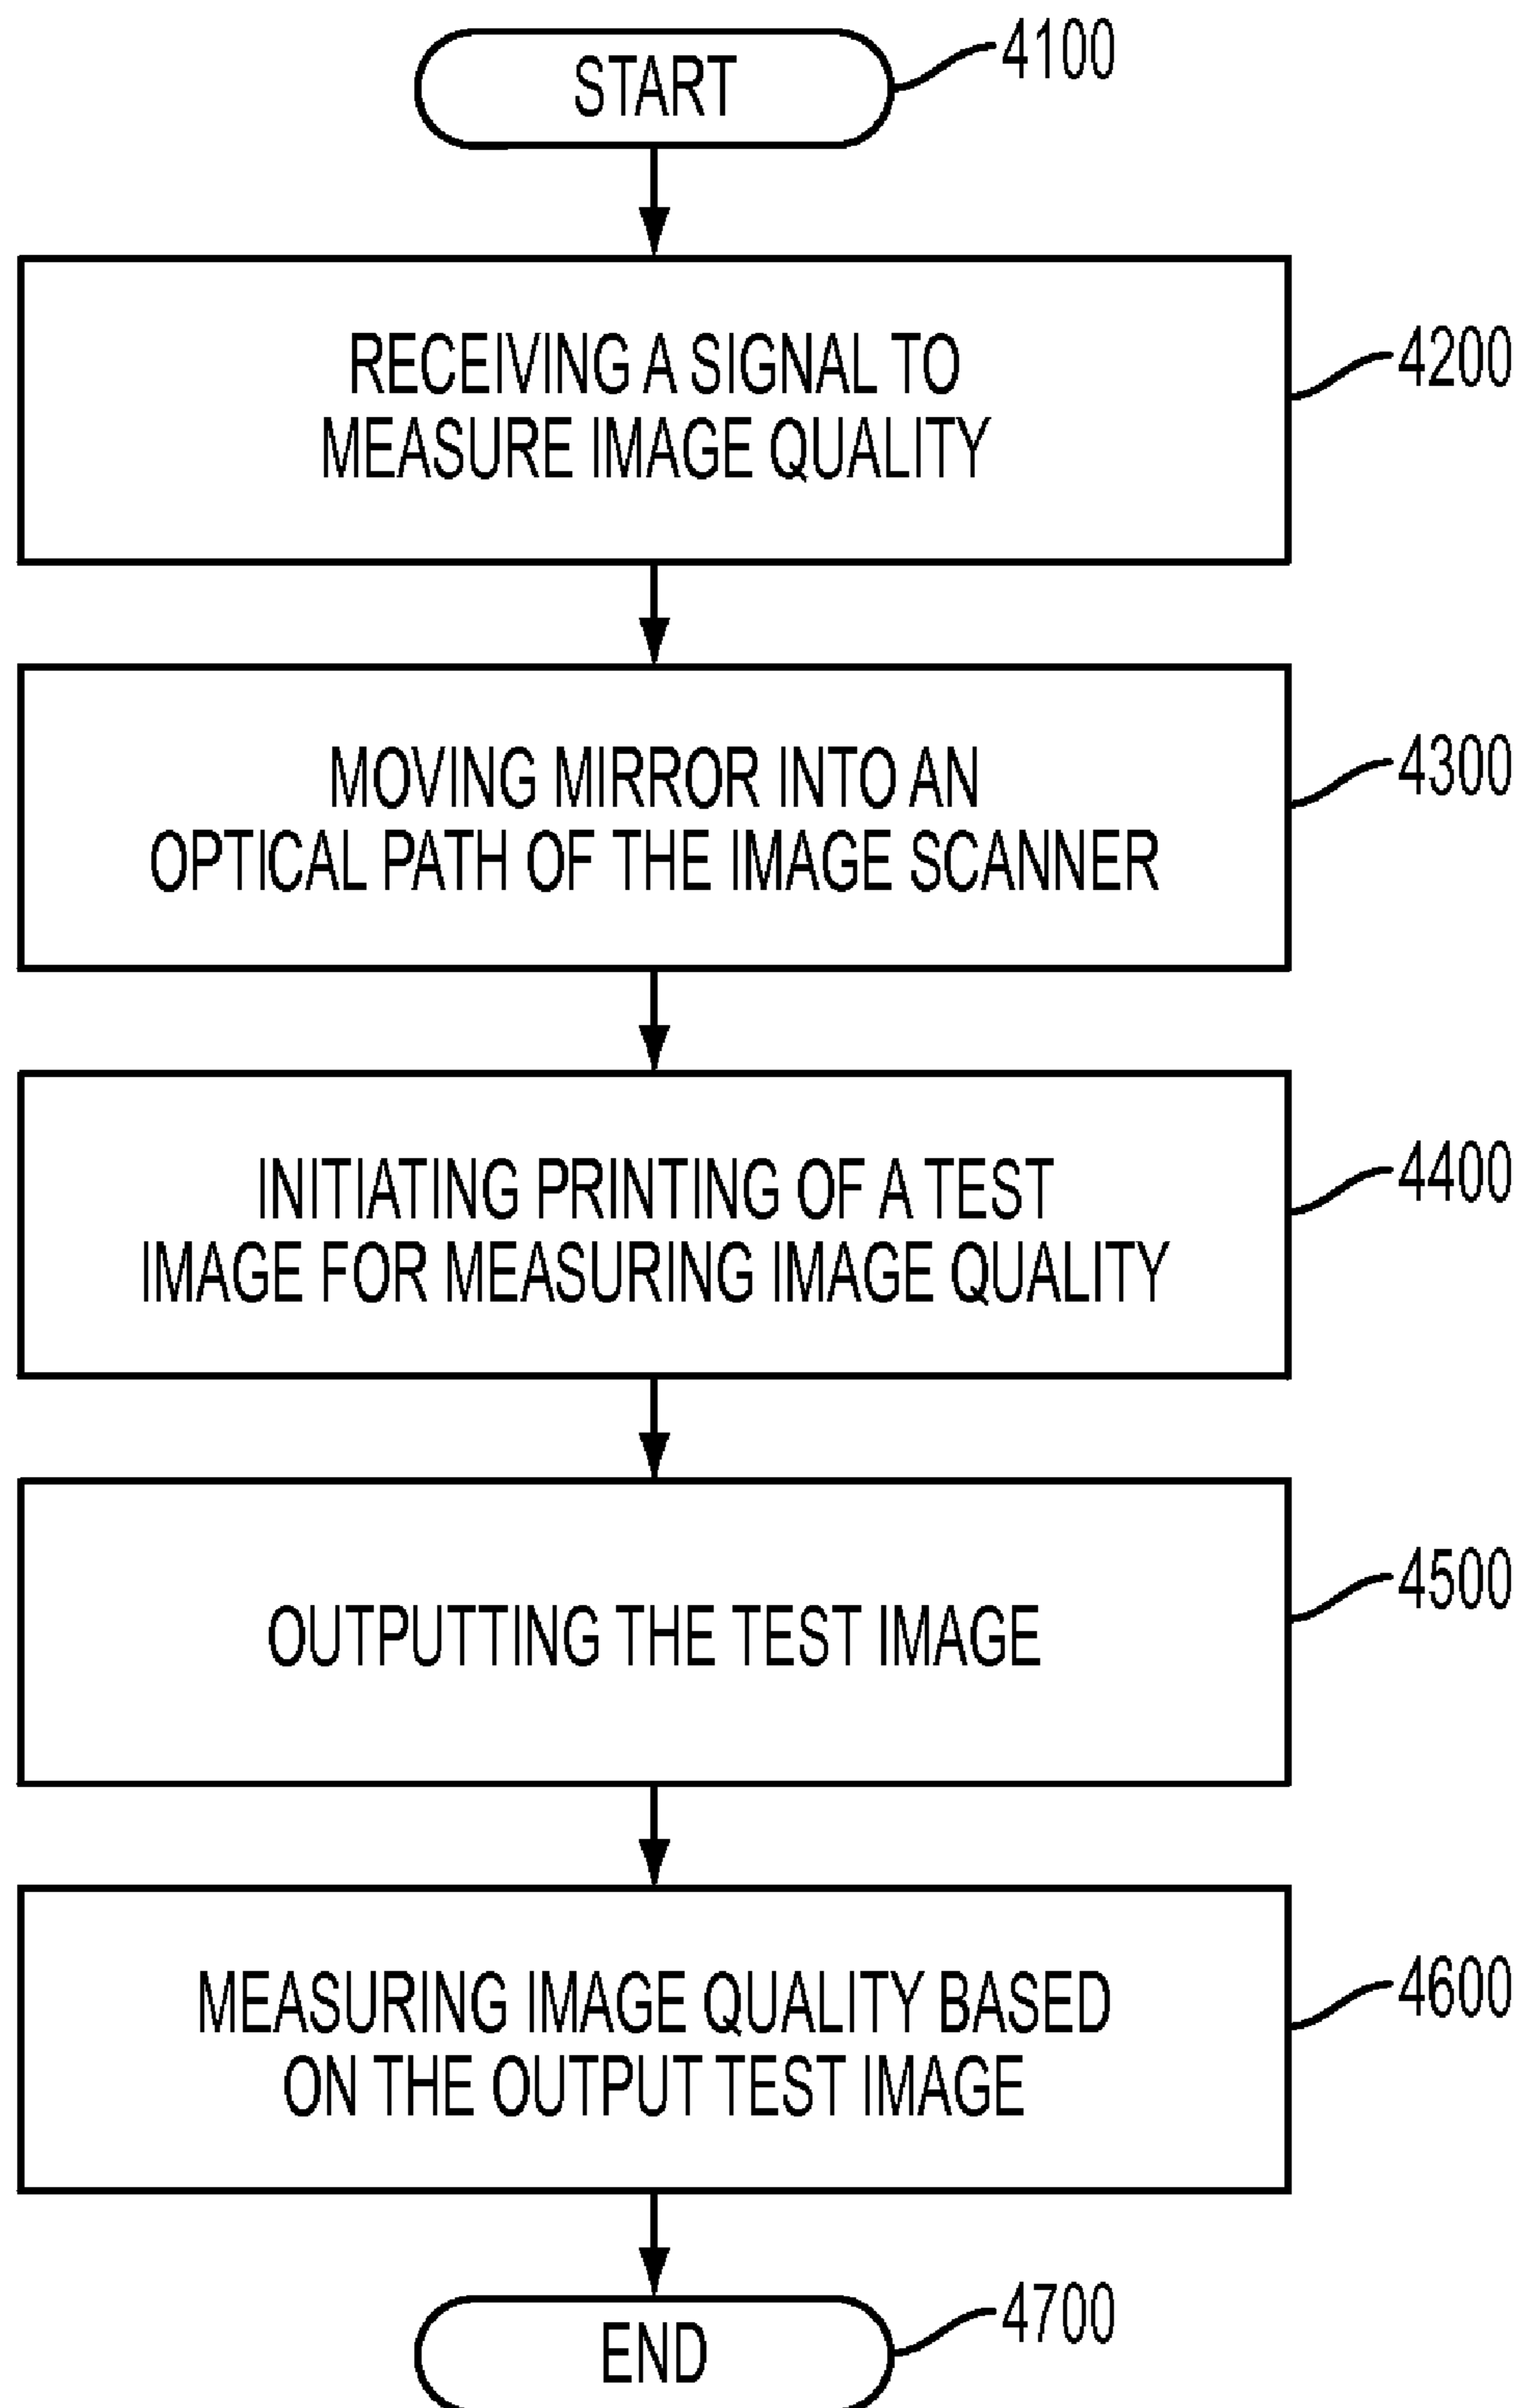 START
4100
RECEIVING A SIGNAL TO
MEASURE IMAGE QUALITY
4200
MOVING MIRROR INTO AN
OPTICAL PATH OF THE IMAGE SCANNER
4300
INITIATING PRINTING OF A TEST
IMAGE FOR MEASURING IMAGE QUALITY
4400
OUTPUTTING THE TEST IMAGE
4500
MEASURING IMAGE QUALITY BASED
ON THE OUTPUT TEST IMAGE
4600
END
4700